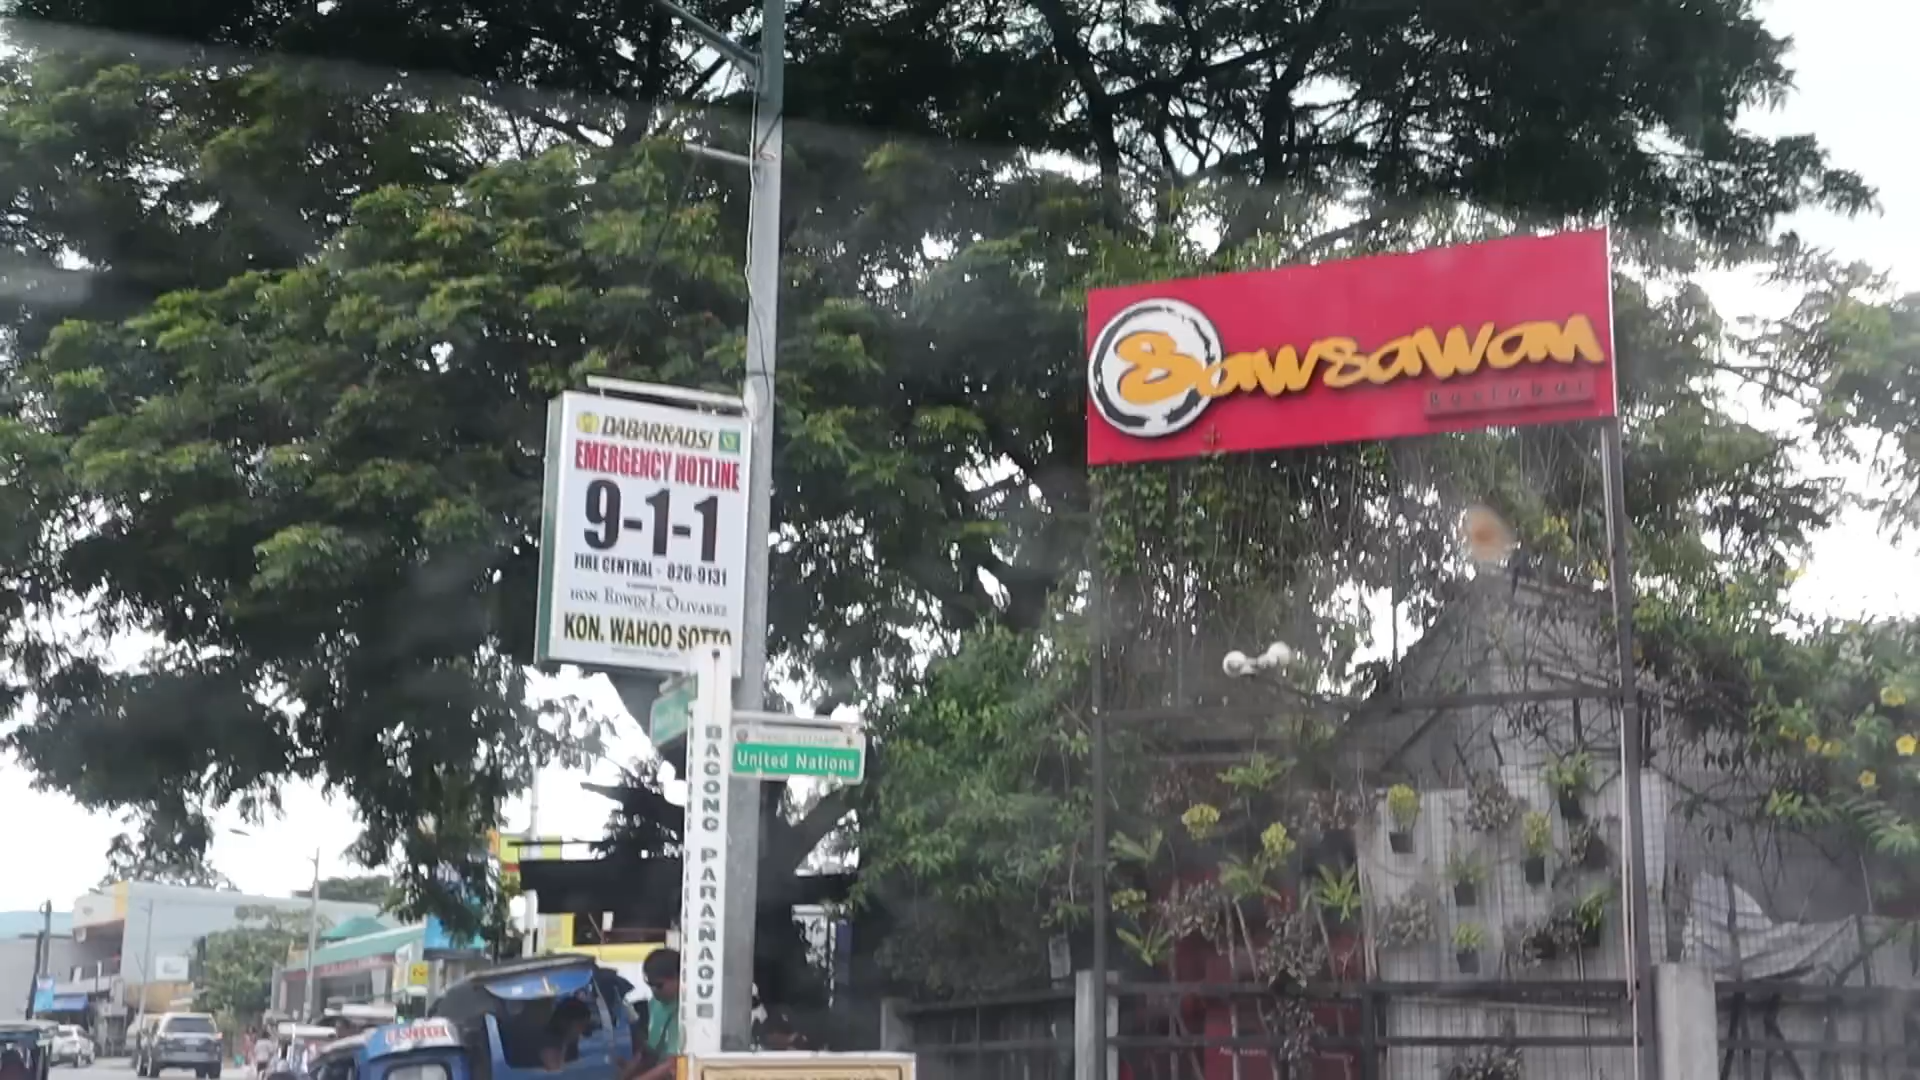 DABARKADS!
EMERGENCY HOTLINE
9-1-1
FIRE CENTRAL - 826-9131
HON. EDWIN L. OLIVAREZ
KON. WAHOO SOTTO
United Nations
BAGONG PARAÑAQUE
Sawsawan